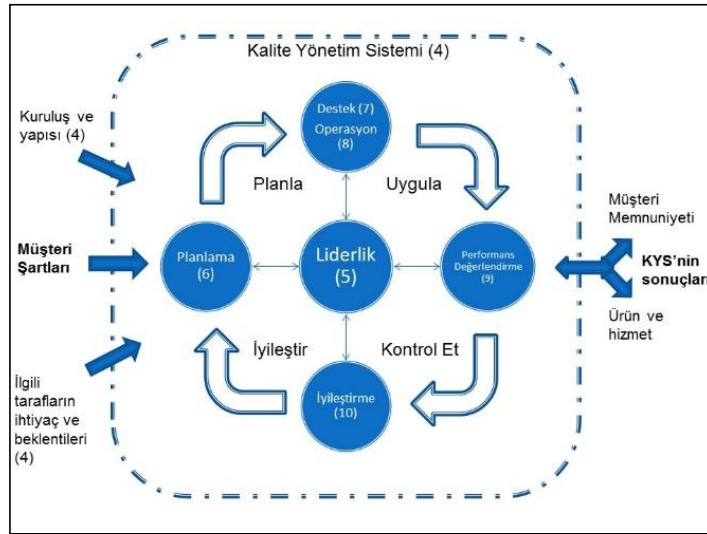 Kalite Yönetim Sistemi (4)
Kuruluş ve
yapısı (4)
Destek (7)
Operasyon
(8)
Planla
Uygula
Müşteri
Memnuniyeti
Müşteri
Şartları
Planlama
(6)
Liderlik
(5)
Performans
Değerlendirme
(9)
KYS'nin
sonuçları
Ürün ve
hizmet
İyileştir
Kontrol Et
İlgili
tarafların
ihtiyaç ve
beklentileri
(4)
İyileştirme
(10)